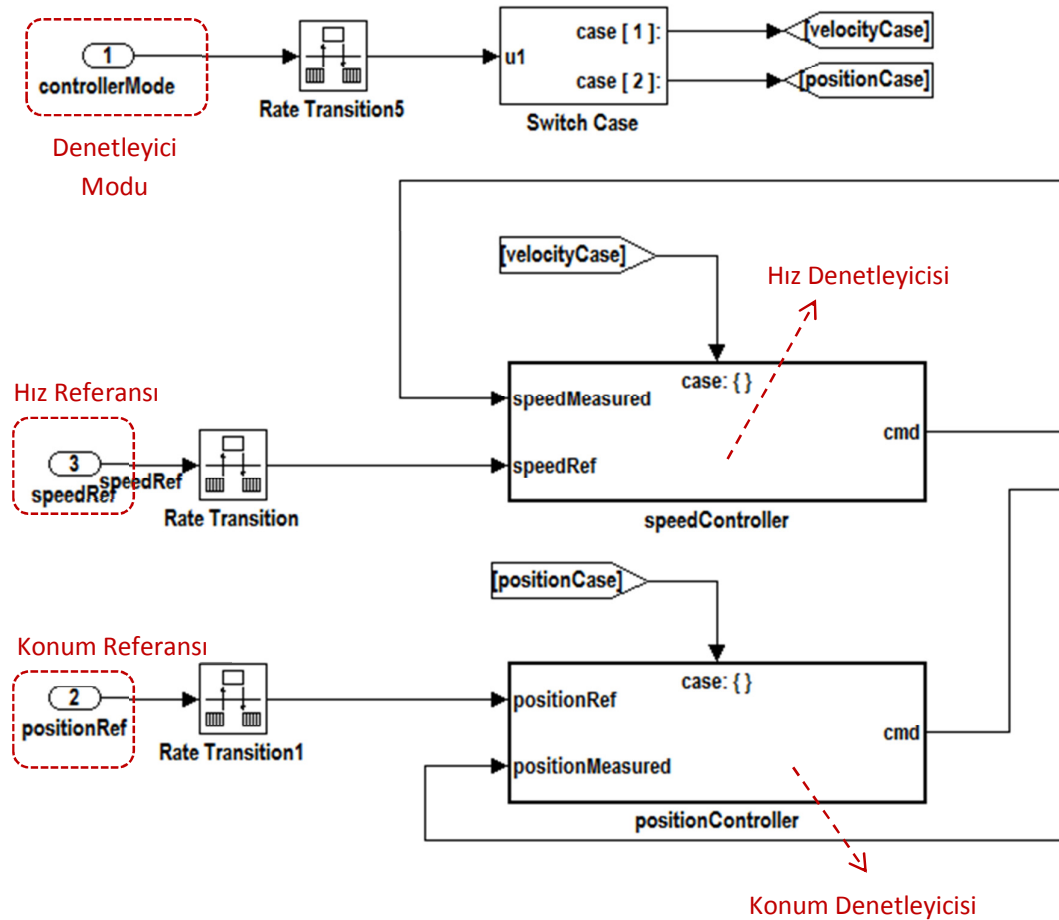 1
controllerMode
Denetleyici
Modu
Rate Transition5
u1
case [ 1 ]:
case [ 2 ]:
Switch Case
[velocityCase]
[positionCase]
[velocityCase]
Hız Denetleyicisi
Hız Referansı
3
speedRef
speedRef
Rate Transition
case: { }
speedMeasured
speedRef
cmd
speedController
[positionCase]
Konum Referansı
2
positionRef
Rate Transition1
case: { }
positionRef
positionMeasured
cmd
positionController
Konum Denetleyicisi